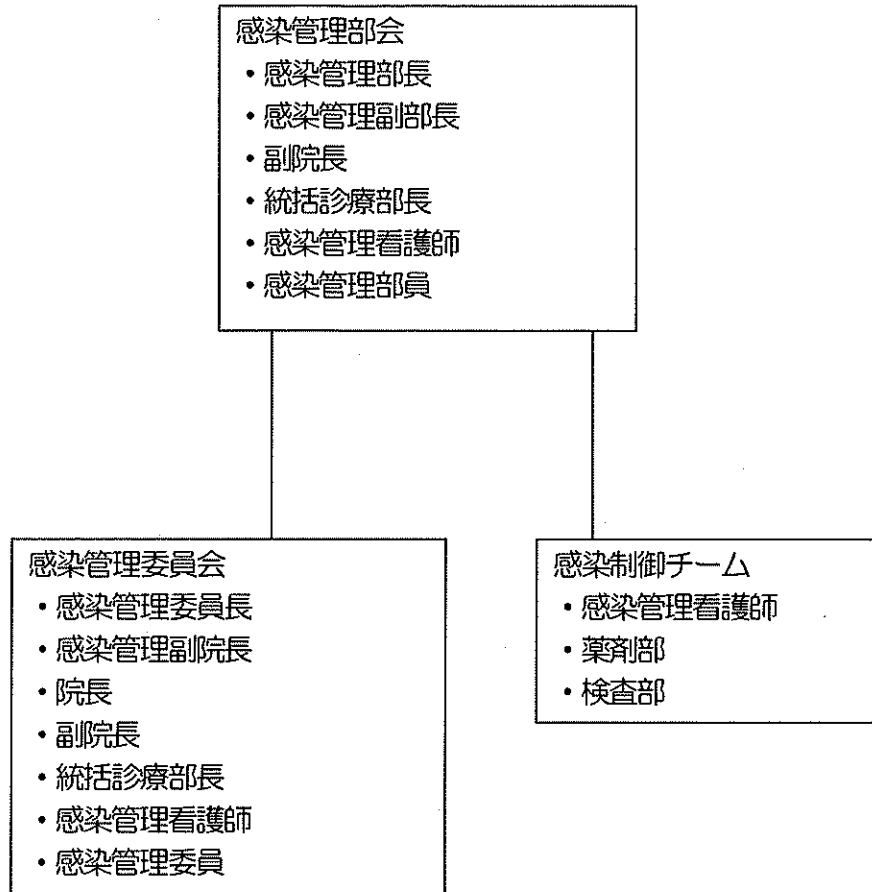 感染管理部会
・感染管理部長
・感染管理副部長
・副院長
・統括診療部長
・感染管理看護師
・感染管理部員
感染管理委員会
・感染管理委員長
・感染管理副院長
・院長
・副院長
・統括診療部長
・感染管理看護師
・感染管理委員
感染制御チーム
・感染管理看護師
・薬剤部
・検査部